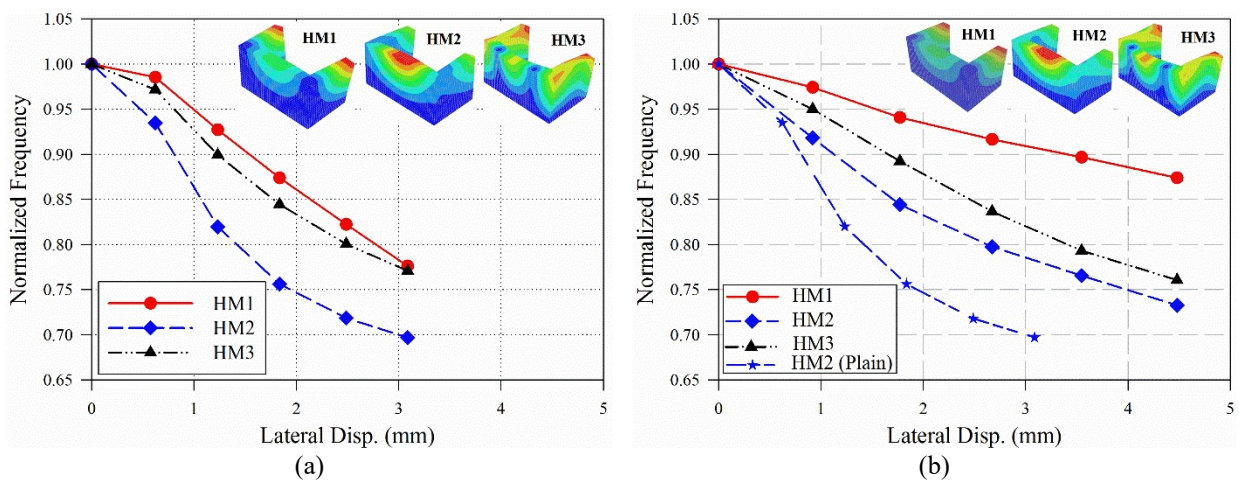 1.05
1.00
0.95
0.90
0.85
0.80
0.75
0.70
0.65
Normalized Frequency
HM1
HM2
HM3
HM1
HM2
HM3
0
1
2
3
4
5
Lateral Disp. (mm)
(a)
1.05
1.00
0.95
0.90
0.85
0.80
0.75
0.70
0.65
Normalized Frequency
HM1
HM2
HM3
HM1
HM2
HM3
HM2 (Plain)
0
1
2
3
4
5
Lateral Disp. (mm)
(b)